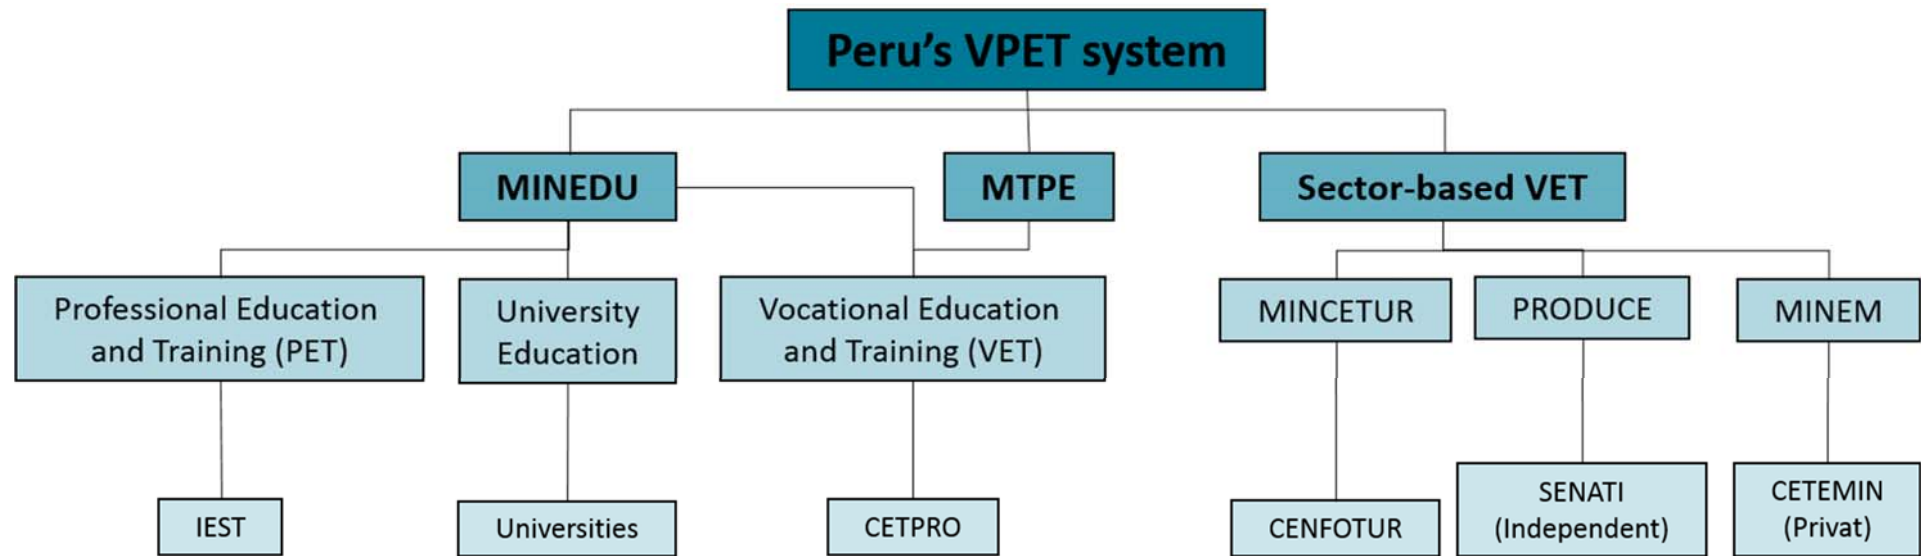 Peru's VPET system
MINEDU
MTPE
Sector-based VET
Professional Education
and Training (PET)
University
Education
Vocational Education
and Training (VET)
MINCETUR
PRODUCE
MINEM
IEST
Universities
CETPRO
CENFOTUR
SENATI
(Independent)
CETEMIN
(Privat)